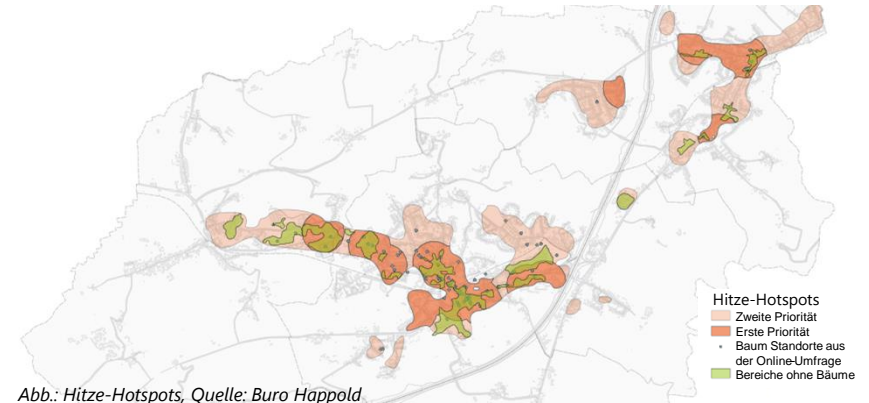 Hitze-Hotspots
Zweite Priorität
Erste Priorität
Baum Standorte aus
der Online-Umfrage
Bereiche ohne Bäume
Abb.: Hitze-Hotspots, Quelle: Buro Happold